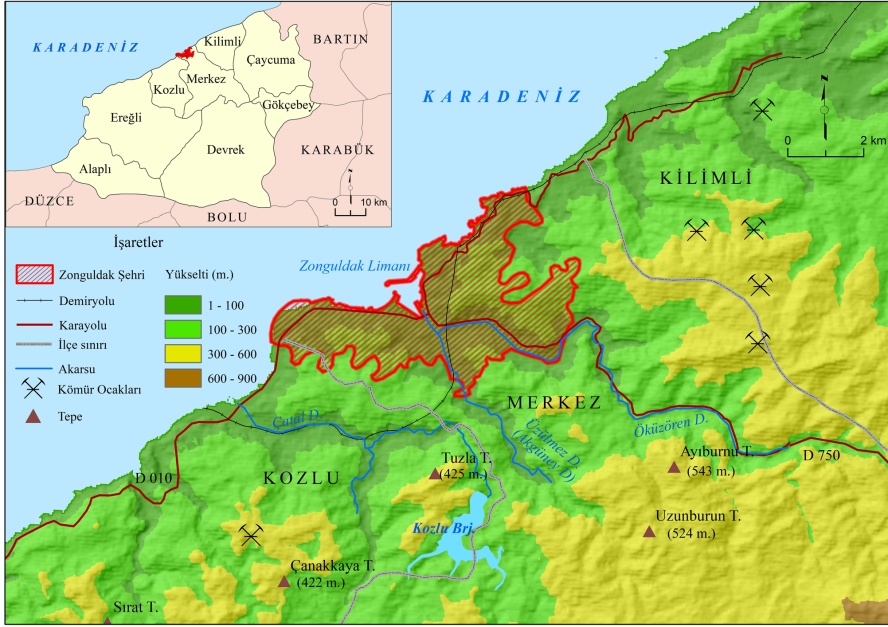 KARADENİZ
Kilimli
BARTIN
Çaycuma
Merkez
Kozlu
Gökçebey
Ereğli
Devrek
KARABÜK
Alaplı
DÜZCE
BOLU
N
0 10 km
KARADENİZ
N
0 2 km
KİLİMLİ
İşaretler
Zonguldak Şehri
Demiryolu
Karayolu
İlçe sınırı
Akarsu
Kömür Ocakları
Tepe
Yükselti (m.)
1 - 100
100 - 300
300 - 600
600 - 900
Zonguldak Limanı
MERKEZ
Çatal D.
Üzülmez D.
(Akgüney D)
Öküzören D.
D 750
D 010
KOZLU
Tuzla T.
(425 m.)
Ayıburnu T.
(543 m.)
Kozlu Brj.
Uzunburun T.
(524 m.)
Çanakkaya T.
(422 m.)
Sırat T.